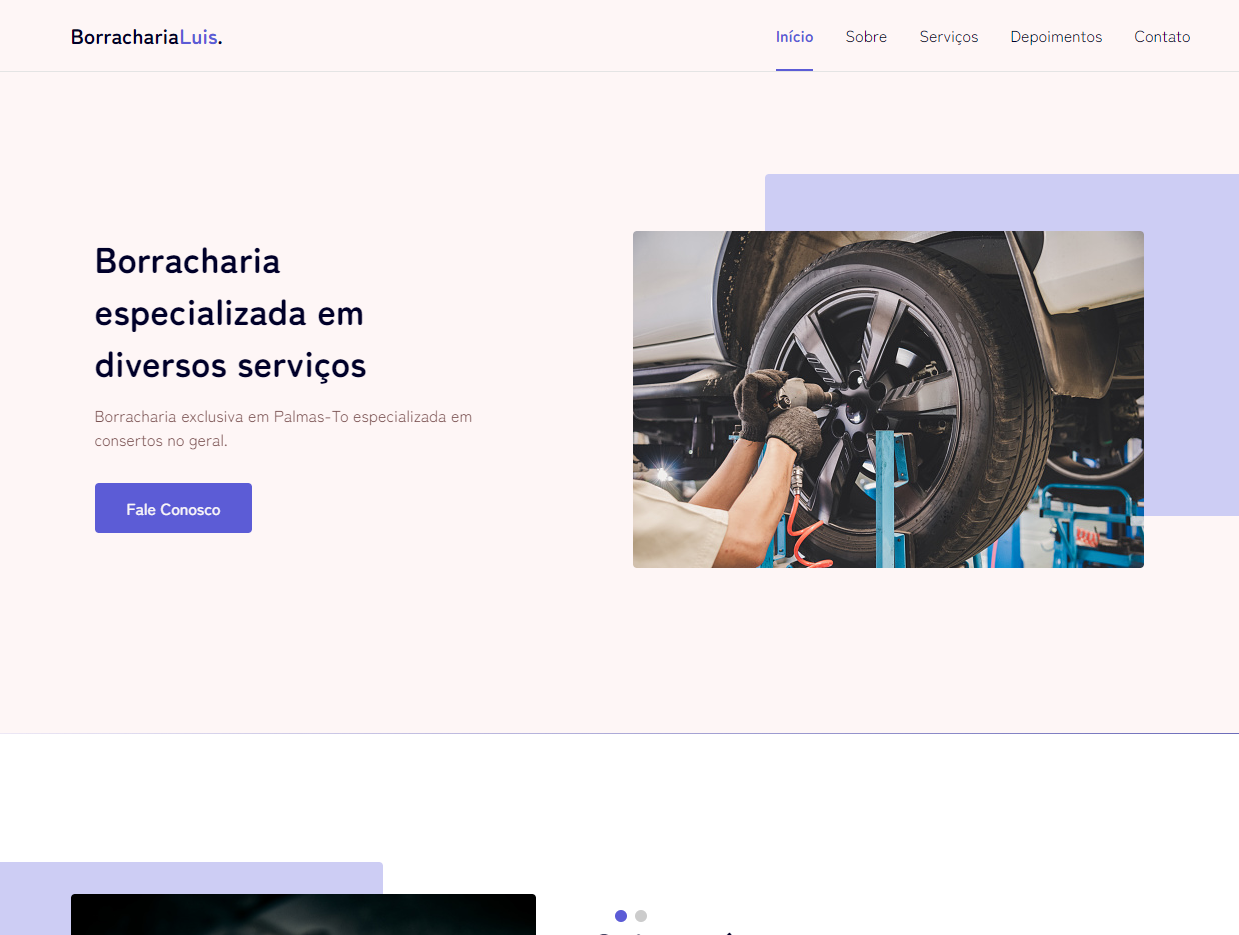 BorrachariaLuis.
Início
Sobre
Serviços
Depoimentos
Contato
Borracharia
especializada em
diversos serviços
Borracharia exclusiva em Palmas-To especializada em
consertos no geral.
Fale Conosco